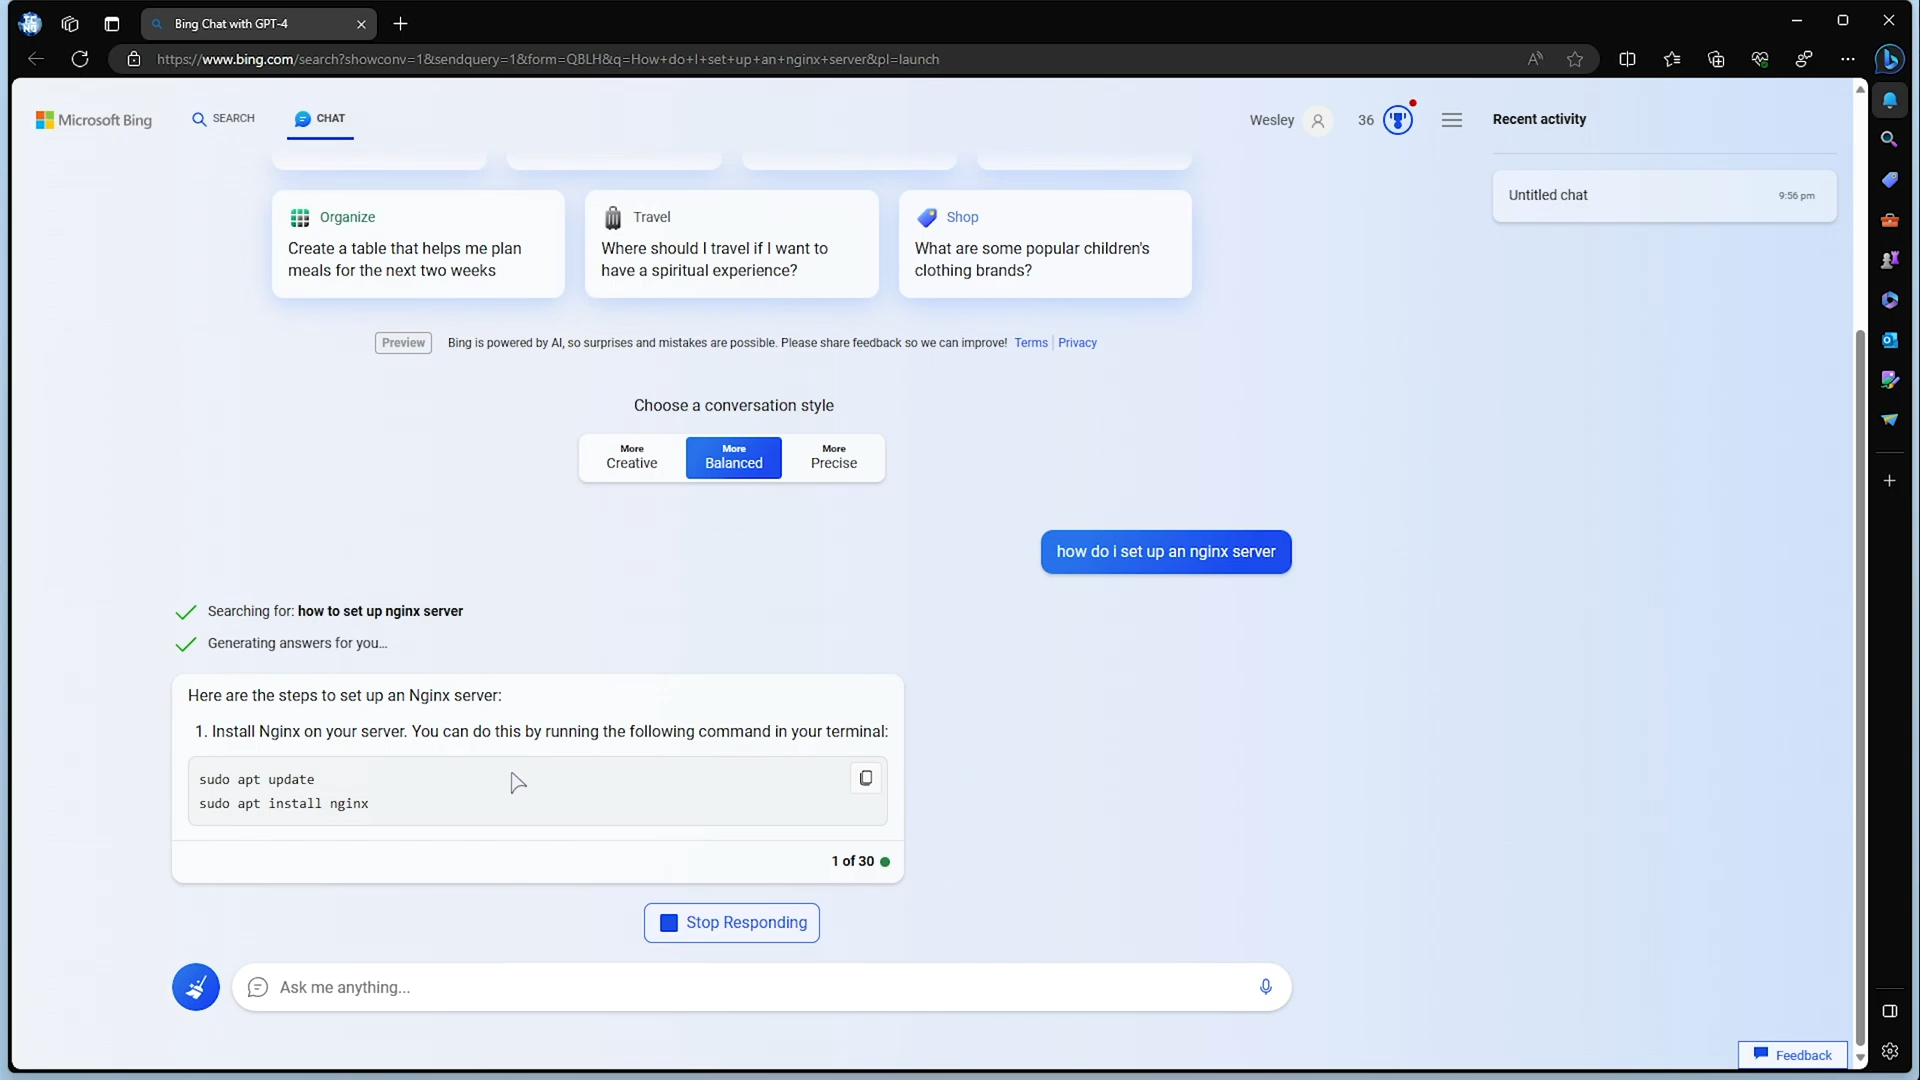 Bing Chat with GPT-4
https://www.bing.com/search?showconv=1&sendquery=1&form=QBLH&q=How+do+I+set+up+an+nginx+server&pl=launch
Microsoft Bing
SEARCH
CHAT
Wesley
36
Recent activity
Untitled chat
9:56 pm
Organize
Create a table that helps me plan
meals for the next two weeks
Travel
Where should I travel if I want to
have a spiritual experience?
Shop
What are some popular children's
clothing brands?
Preview
Bing is powered by AI, so surprises and mistakes are possible. Please share feedback so we can improve! Terms Privacy
Choose a conversation style
More
Creative
More
Balanced
More
Precise
how do i set up an nginx server
Searching for: how to set up nginx server
Generating answers for you...
Here are the steps to set up an Nginx server:
1. Install Nginx on your server. You can do this by running the following command in your terminal:
sudo apt update
sudo apt install nginx
1 of 30
Stop Responding
Ask me anything...
Feedback